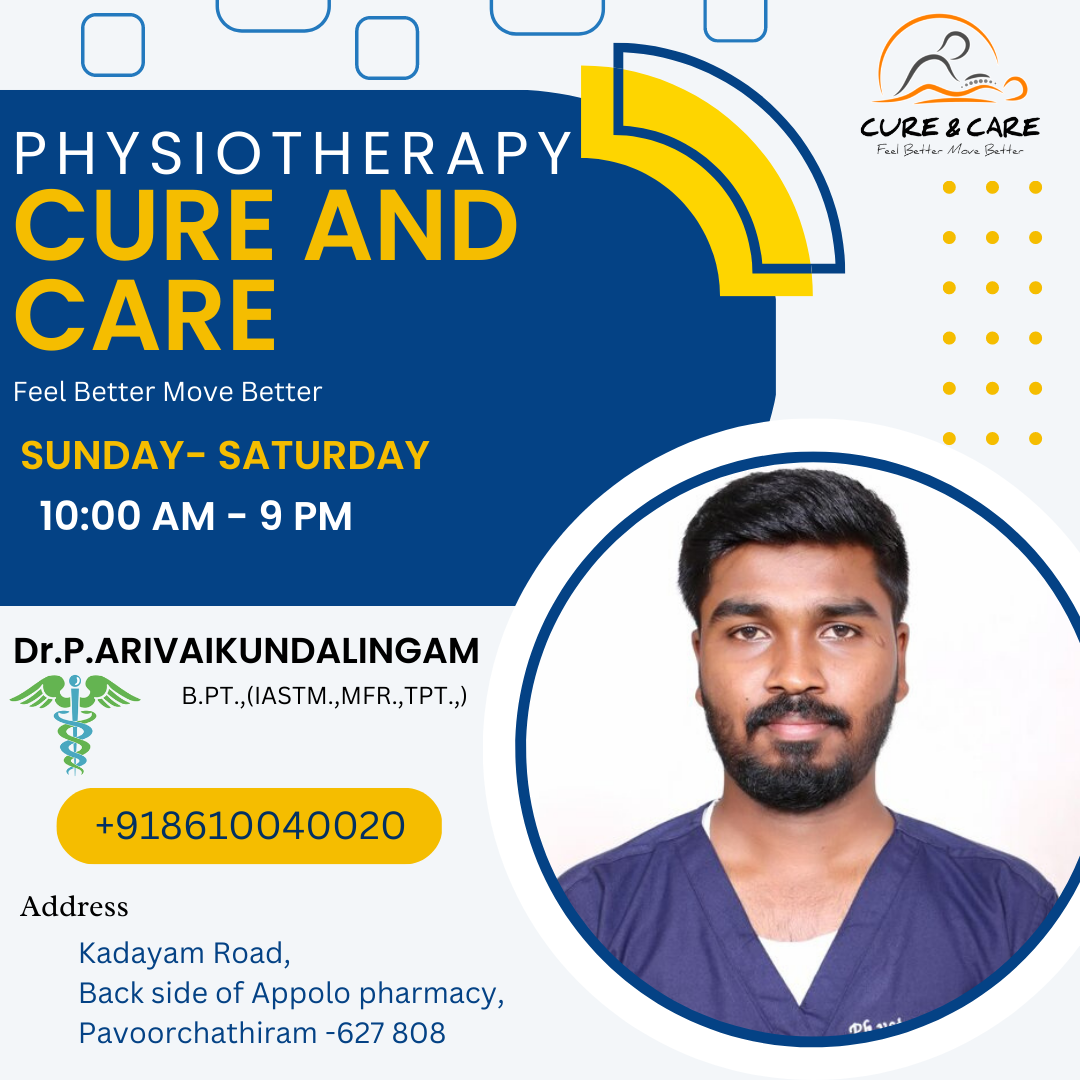 CURE & CARE
Feel Better Move Better
PHYSIOTHERAPY
CURE AND
CARE
Feel Better Move Better
SUNDAY- SATURDAY
10:00 AM - 9 PM
Dr.P.ARIVAIKUNDALINGAM
B.PT.,(IASTM.,MFR.,TPT.,)
+918610040020
Address
Kadayam Road,
Back side of Appolo pharmacy,
Pavoorchathiram -627 808